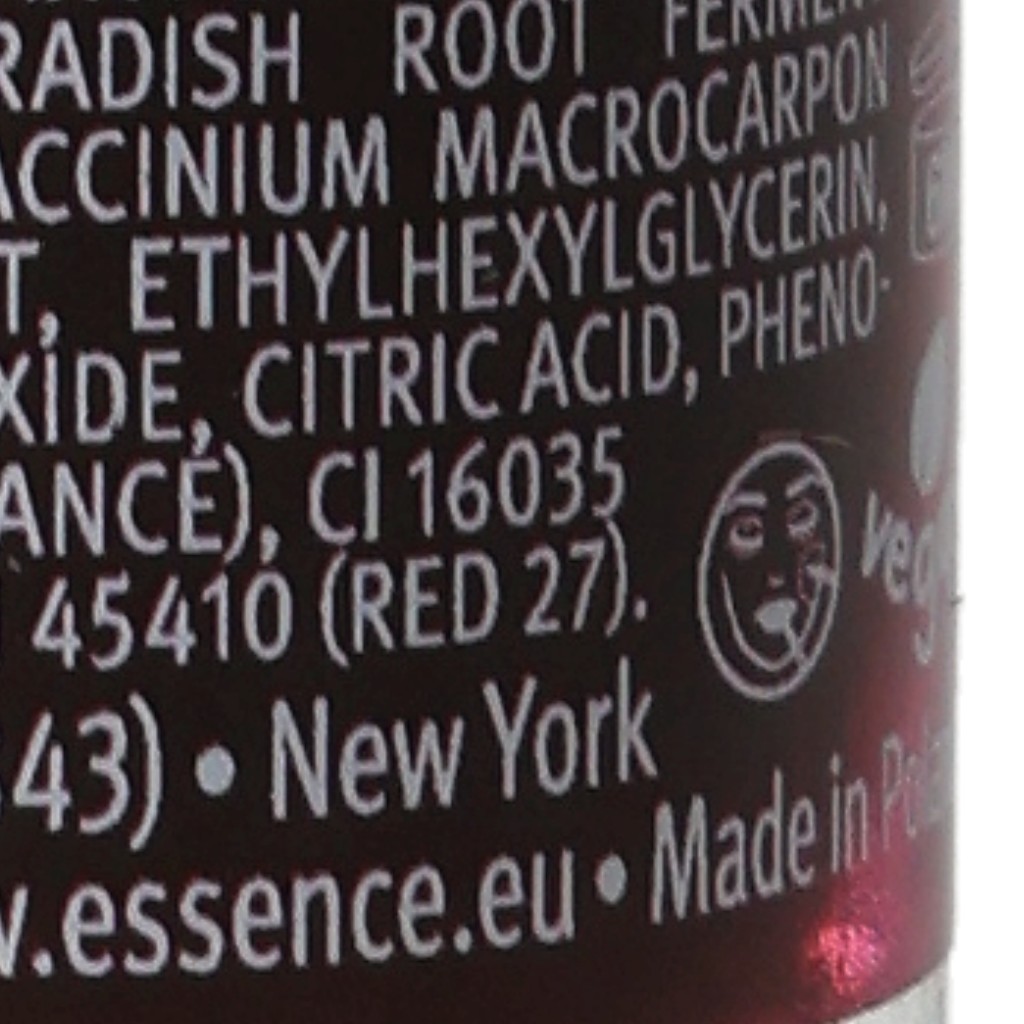 RADISH ROOT FERMENT
ACCINIUM MACROCARPON
T, ETHYLHEXYLGLYCERIN,
XIDE, CITRIC ACID, PHENO-
ANCE), CI 16035
45410 (RED 27).
43) • New York
w.essence.eu • Made in